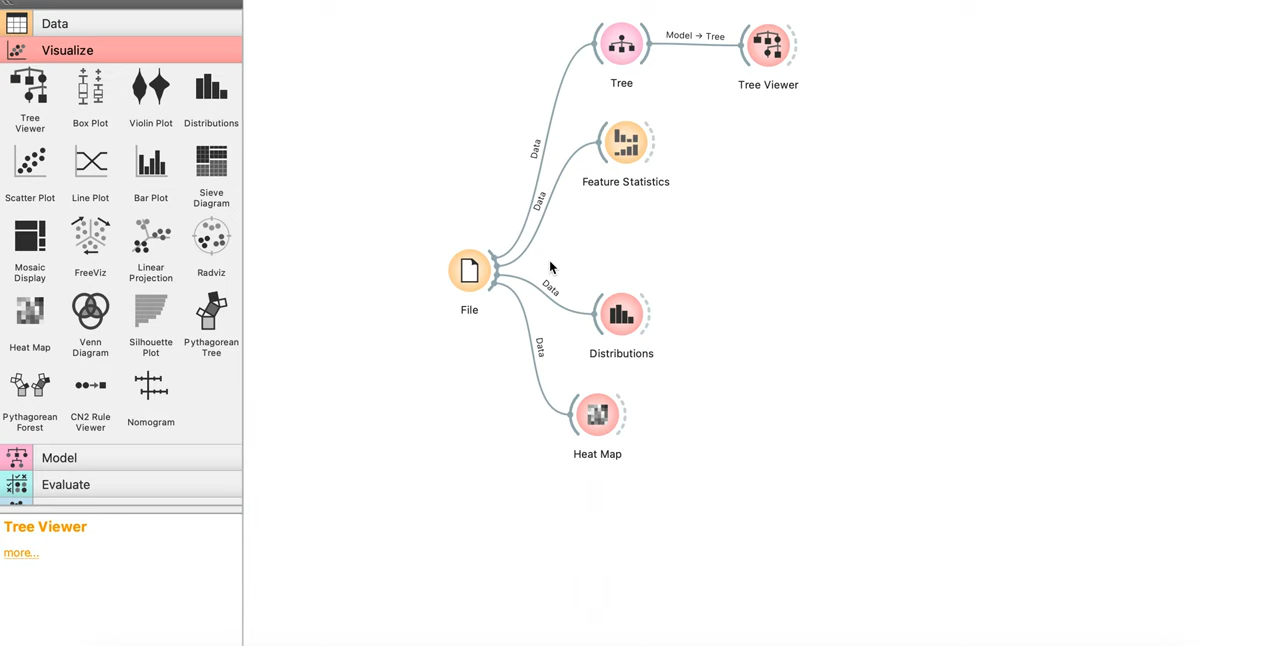 Data
Visualize
Tree
Viewer
Box Plot
Violin Plot
Distributions
Scatter Plot
Line Plot
Bar Plot
Sieve
Diagram
Mosaic
Display
FreeViz
Linear
Projection
Radviz
Heat Map
Venn
Diagram
Silhouette
Plot
Pythagorean
Tree
Pythagorean
Forest
CN2 Rule
Viewer
Nomogram
Model
Evaluate
Tree Viewer
more...
Model → Tree
Tree
Tree Viewer
Data
Feature Statistics
Data
File
Data
Distributions
Data
Heat Map